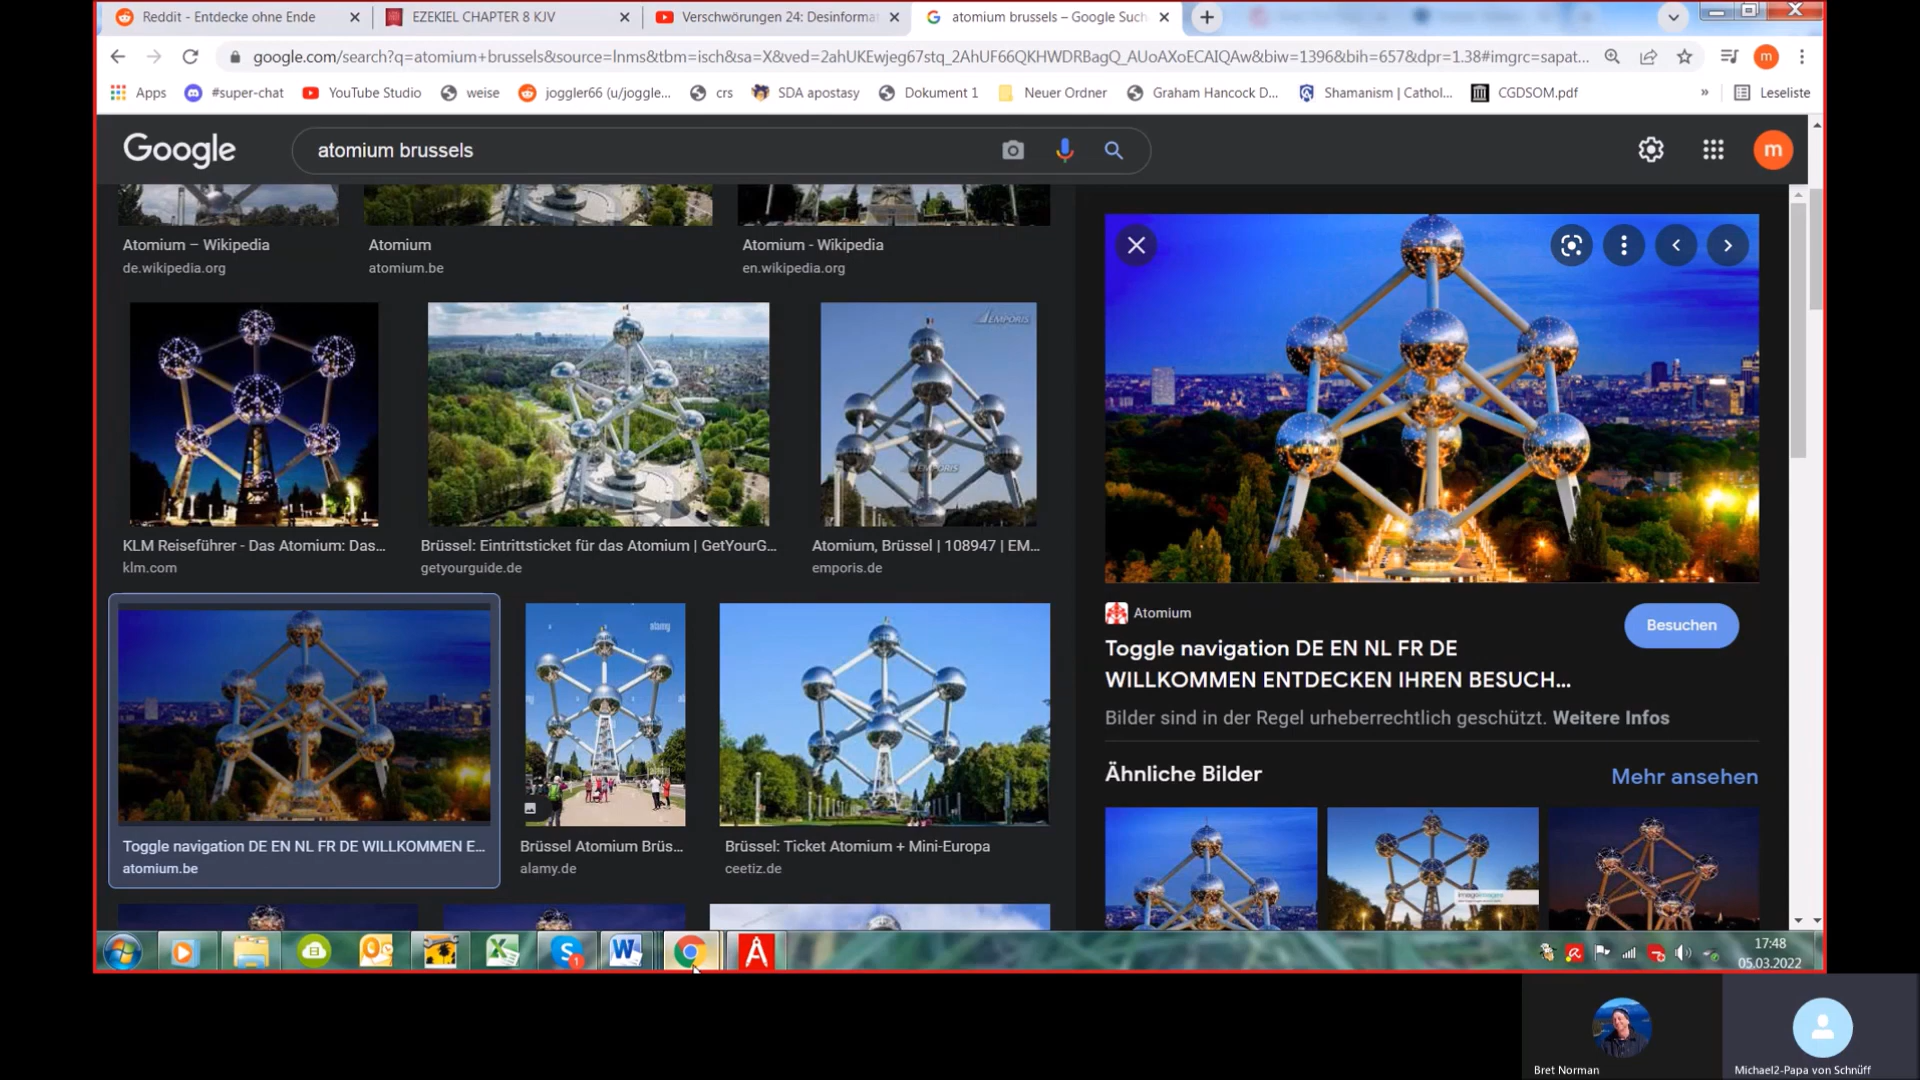 Reddit - Entdecke ohne Ende
EZEKIEL CHAPTER 8 KJV
Verschwörungen 24: Desinformat
atomium brussels – Google Such
google.com/search?q=atomium+brussels&source=lnms&tbm=isch&sa=X&ved=2ahUKEwjeg67stq_2AhUF66QKHWDRBagQ_AUoAXoECAIQAw&biw=1396&bih=657&dpr=1.38#imgrc=sapat...
m
Apps
#super-chat
YouTube Studio
weise
joggler66 (u/joggle...
crs
SDA apostasy
Dokument 1
Neuer Ordner
Graham Hancock D...
Shamanism | Cathol...
CGDSOM.pdf
»
Leseliste
Google
atomium brussels
m
Atomium – Wikipedia
de.wikipedia.org
Atomium
atomium.be
Atomium - Wikipedia
en.wikipedia.org
EMPORIS
EMPORIS
KLM Reiseführer - Das Atomium: Das...
klm.com
Brüssel: Eintrittsticket für das Atomium | GetYourG...
getyourguide.de
Atomium, Brüssel | 108947 | EM...
emporis.de
alamy
Toggle navigation DE EN NL FR DE WILLKOMMEN E...
atomium.be
Brüssel Atomium Brüs...
alamy.de
Brüssel: Ticket Atomium + Mini-Europa
ceetiz.de
Atomium
Besuchen
Toggle navigation DE EN NL FR DE
WILLKOMMEN ENTDECKEN IHREN BESUCH...
Bilder sind in der Regel urheberrechtlich geschützt. Weitere Infos
Ähnliche Bilder
Mehr ansehen
17:48
05.03.2022
Bret Norman
Michael2-Papa von Schnüff